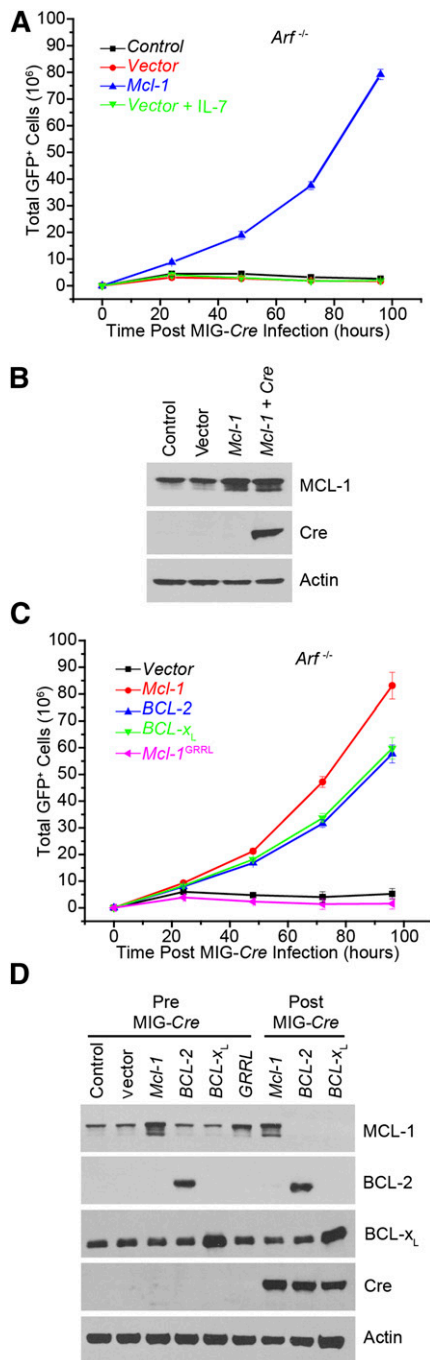 A
Arf -/-
Control
Vector
Mcl-1
Vector + IL-7
Total GFP+ Cells (10⁶)
100
90
80
70
60
50
40
30
20
10
0
0 20 40 60 80 100
Time Post MIG-Cre Infection (hours)
B
Control
Vector
Mcl-1
Mcl-1 + Cre
MCL-1
Cre
Actin
C
Arf -/-
Vector
Mcl-1
BCL-2
BCL-xL
Mcl-1GRRL
Total GFP+ Cells (10⁶)
100
90
80
70
60
50
40
30
20
10
0
0 20 40 60 80 100
Time Post MIG-Cre Infection (hours)
D
Pre
MIG-Cre
Post
MIG-Cre
Control
Vector
Mcl-1
BCL-2
BCL-xL
GRRL
Mcl-1
BCL-2
BCL-xL
MCL-1
BCL-2
BCL-xL
Cre
Actin